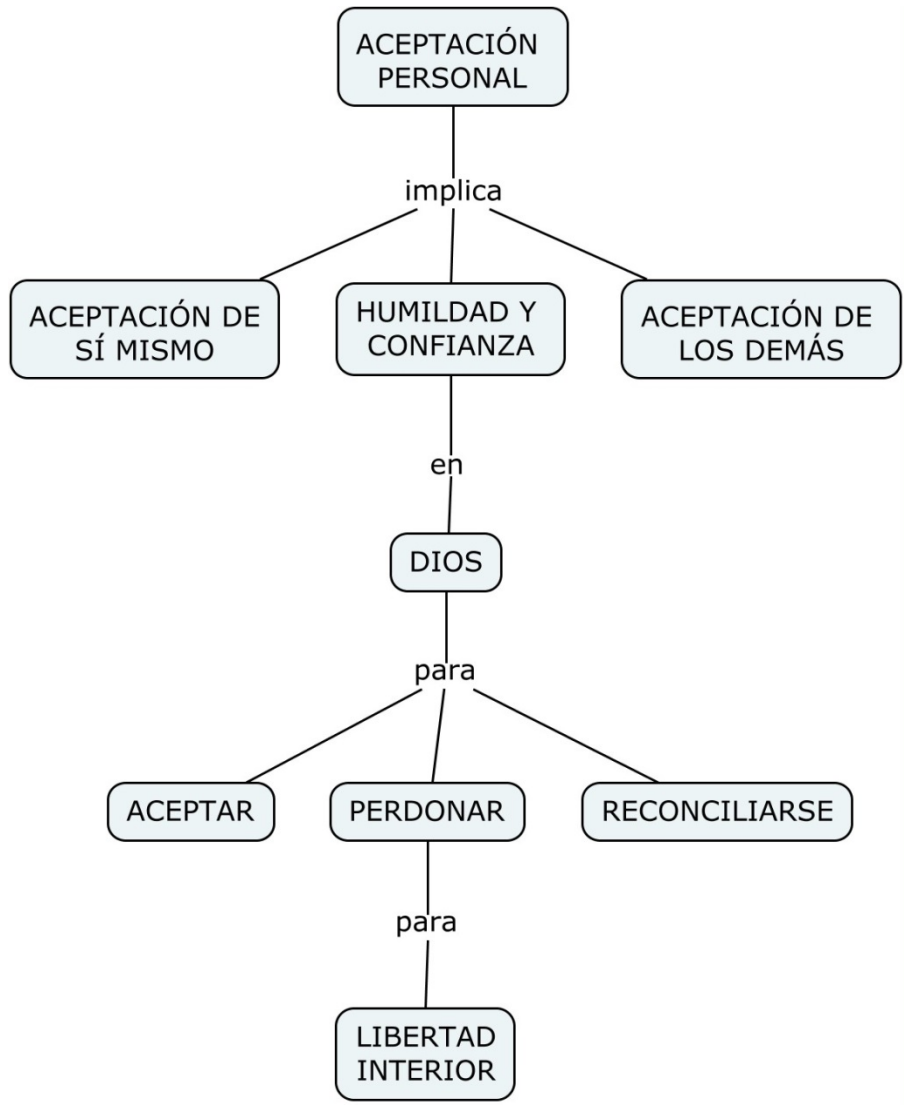 ACEPTACIÓN
PERSONAL
implica
ACEPTACIÓN DE
SÍ MISMO
HUMILDAD Y
CONFIANZA
ACEPTACIÓN DE
LOS DEMÁS
en
DIOS
para
ACEPTAR
PERDONAR
RECONCILIARSE
para
LIBERTAD
INTERIOR